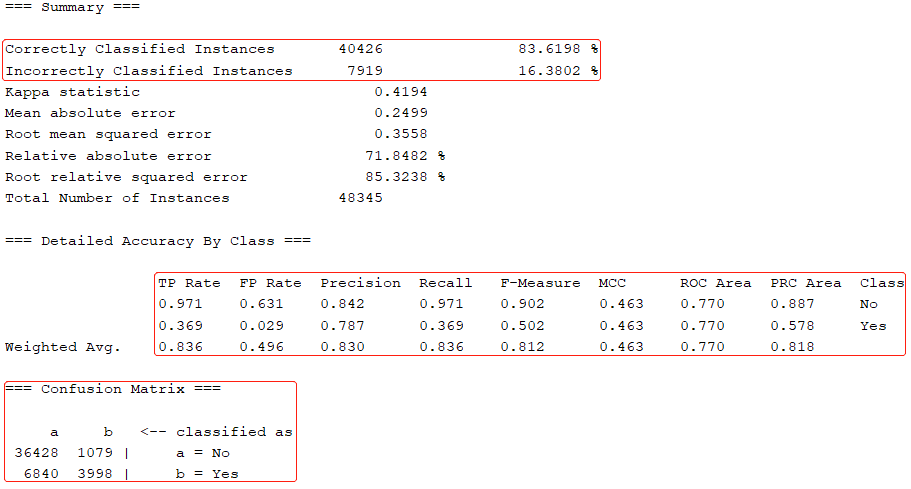 === Summary ===
Correctly Classified Instances 40426 83.6198 %
Incorrectly Classified Instances 7919 16.3802 %
Kappa statistic 0.4194
Mean absolute error 0.2499
Root mean squared error 0.3558
Relative absolute error 71.8482 %
Root relative squared error 85.3238 %
Total Number of Instances 48345
=== Detailed Accuracy By Class ===
TP Rate FP Rate Precision Recall F-Measure MCC ROC Area PRC Area Class
0.971 0.631 0.842 0.971 0.902 0.463 0.770 0.887 No
0.369 0.029 0.787 0.369 0.502 0.463 0.770 0.578 Yes
Weighted Avg. 0.836 0.496 0.830 0.836 0.812 0.463 0.770 0.818
=== Confusion Matrix ===
a b <-- classified as
36428 1079 | a = No
6840 3998 | b = Yes